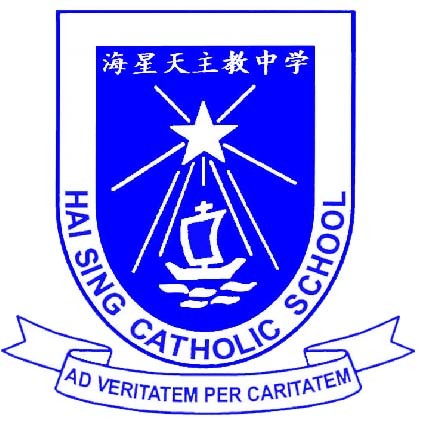 海星天主教中学
HAI SING CATHOLIC SCHOOL
AD VERITATEM PER CARITATEM